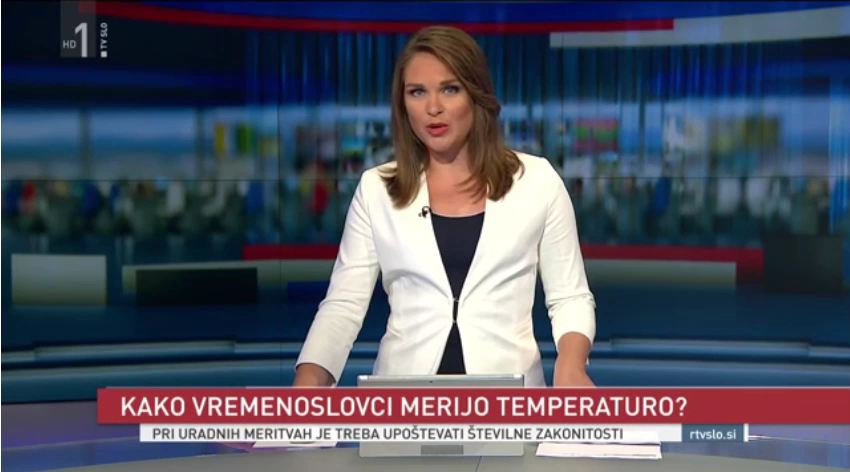 HD 1 TV SLO
KAKO VREMENOSLOVCI MERIJO TEMPERATURO?
PRI URADNIH MERITVAH JE TREBA UPOŠTEVATI ŠTEVILNE ZAKONITOSTI
rtvslo.si